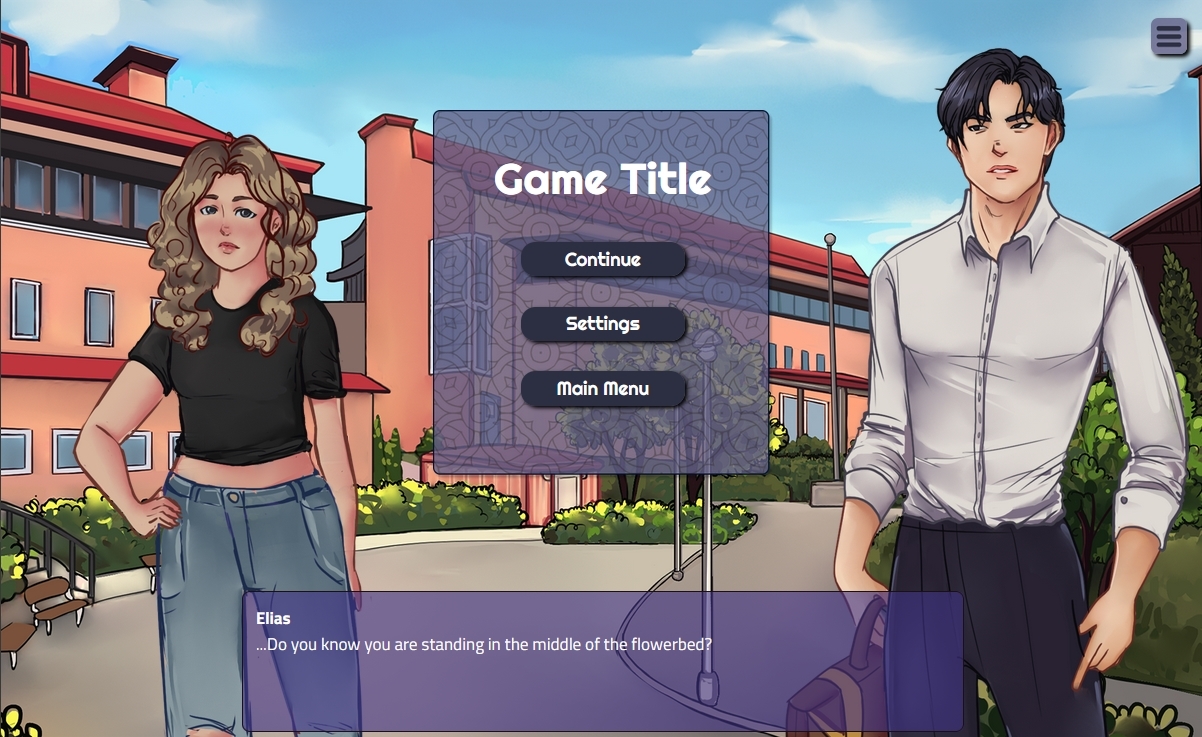 Game Title
Continue
Settings
Main Menu
Elias
...Do you know you are standing in the middle of the flowerbed?